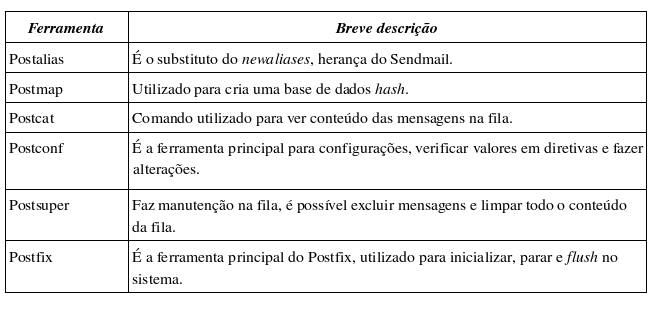 Ferramenta Breve descrição
Postalias É o substituto do newaliases, herança do Sendmail.
Postmap Utilizado para cria uma base de dados hash.
Postcat Comando utilizado para ver conteúdo das mensagens na fila.
Postconf É a ferramenta principal para configurações, verificar valores em diretivas e fazer
alterações.
Postsuper Faz manutenção na fila, é possível excluir mensagens e limpar todo o conteúdo
da fila.
Postfix É a ferramenta principal do Postfix, utilizado para inicializar, parar e flush no
sistema.